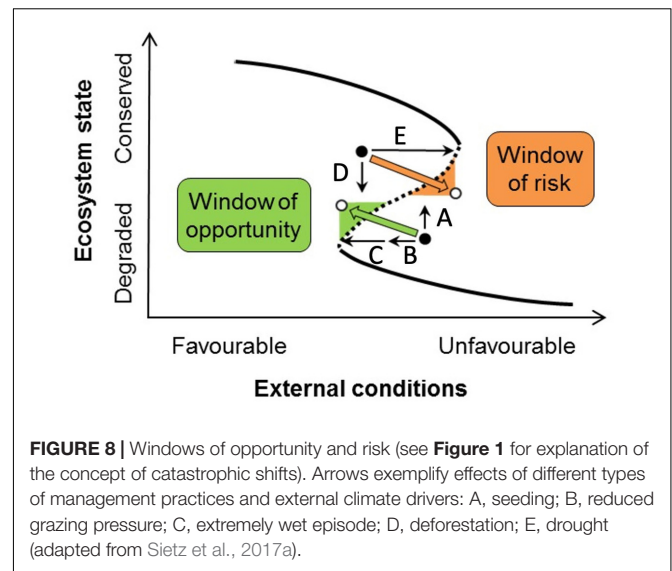 Ecosystem state
Degraded Conserved
E
D
Window
of risk
Window of
opportunity
A
C B
Favourable Unfavourable
External conditions
FIGURE 8 | Windows of opportunity and risk (see Figure 1 for explanation of
the concept of catastrophic shifts). Arrows exemplify effects of different types
of management practices and external climate drivers: A, seeding; B, reduced
grazing pressure; C, extremely wet episode; D, deforestation; E, drought
(adapted from Sietz et al., 2017a).